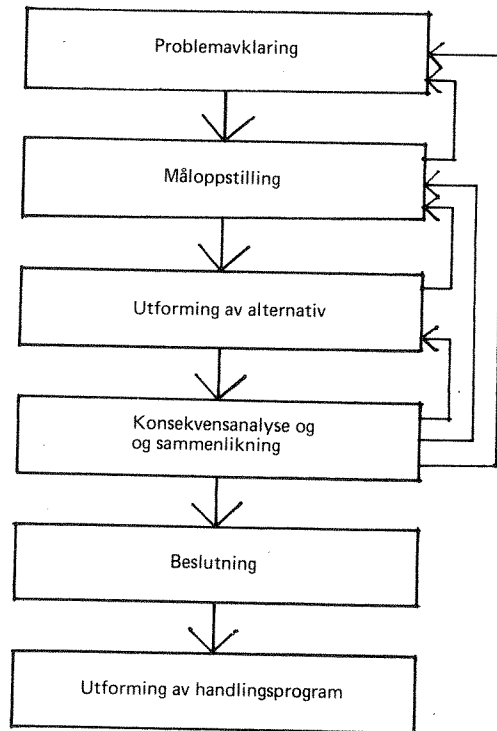 Problemavklaring
Måloppstilling
Utforming av alternativ
Konsekvensanalyse og
og sammenlikning
Beslutning
Utforming av handlingsprogram